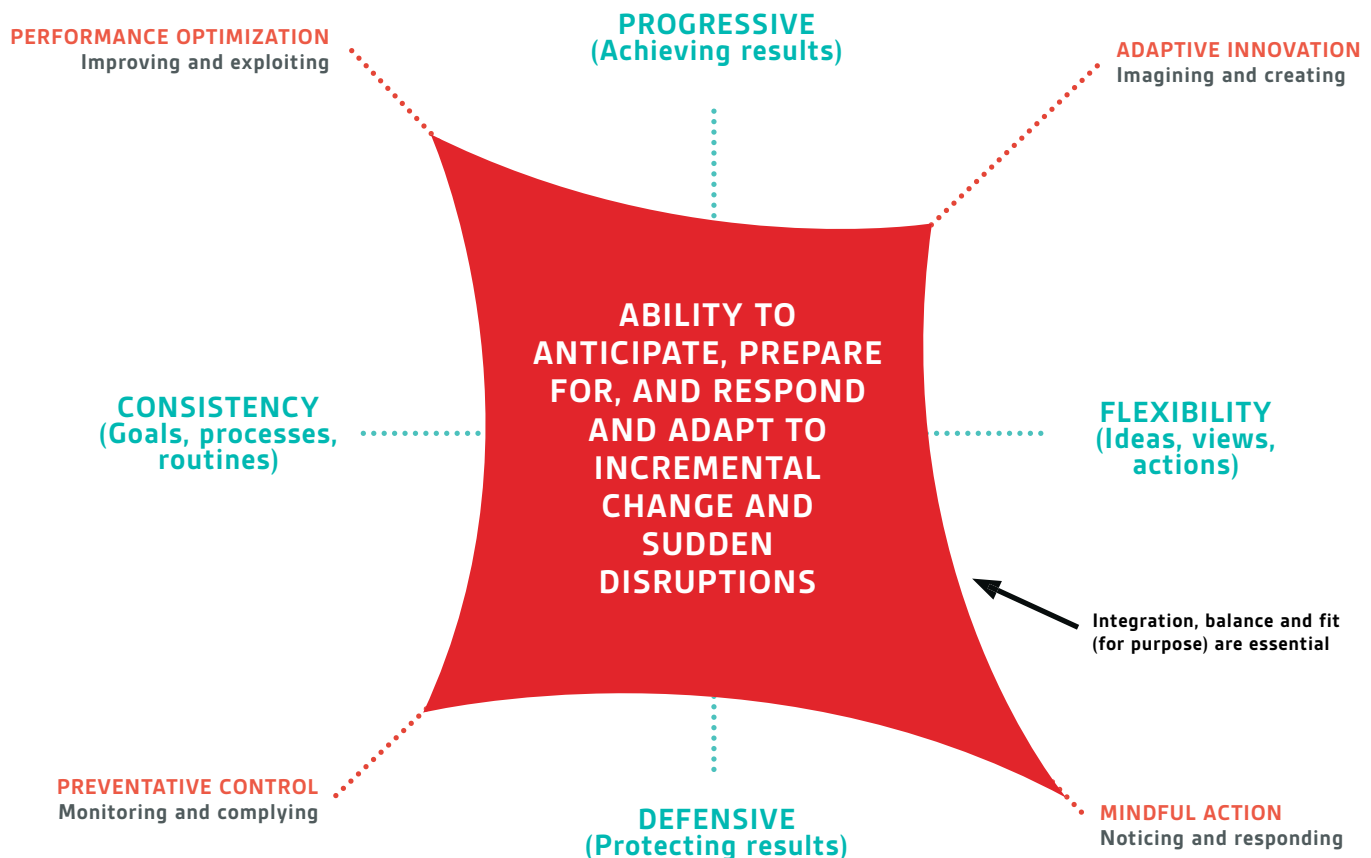 PROGRESSIVE
(Achieving results)
PERFORMANCE OPTIMIZATION
Improving and exploiting
ADAPTIVE INNOVATION
Imagining and creating
ABILITY TO
ANTICIPATE, PREPARE
FOR, AND RESPOND
AND ADAPT TO
INCREMENTAL
CHANGE AND
SUDDEN
DISRUPTIONS
CONSISTENCY
(Goals, processes,
routines)
FLEXIBILITY
(Ideas, views,
actions)
Integration, balance and fit
(for purpose) are essential
PREVENTATIVE CONTROL
Monitoring and complying
DEFENSIVE
(Protecting results)
MINDFUL ACTION
Noticing and responding